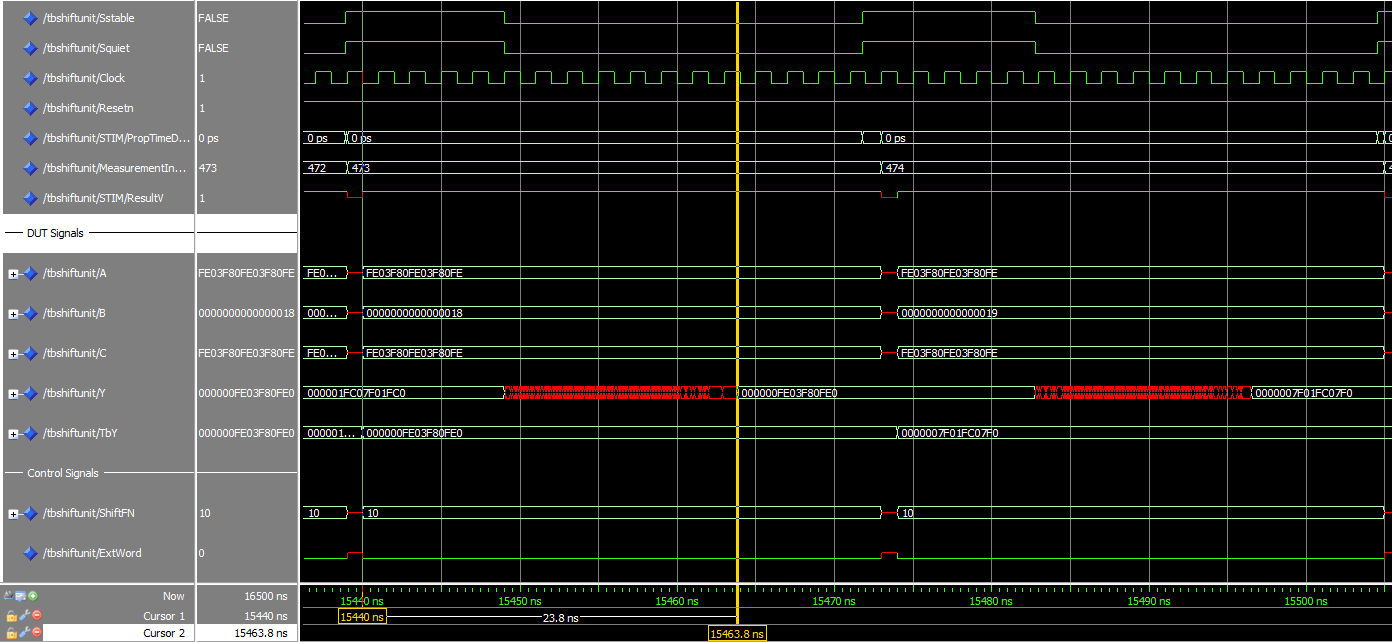 /tbshiftunit/Sstable FALSE
/tbshiftunit/Squiet FALSE
/tbshiftunit/Clock 1
/tbshiftunit/Resetn 1
/tbshiftunit/STIM/PropTimeD... 0 ps 0 ps 0 ps 0 ps
/tbshiftunit/MeasurementIn... 473 472 473 474 4
/tbshiftunit/STIM/ResultV 1
DUT Signals
/tbshiftunit/A FE03F80FE03F80FE FE0... FE03F80FE03F80FE FE03F80FE03F80FE
/tbshiftunit/B 0000000000000018 000... 0000000000000018 0000000000000019
/tbshiftunit/C FE03F80FE03F80FE FE0... FE03F80FE03F80FE FE03F80FE03F80FE
/tbshiftunit/Y 000000FE03F80FE0 000001FC07F01FC0 000000FE03F80FE0 0000007F01FC07F0
/tbshiftunit/TbY 000000FE03F80FE0 000001... 000000FE03F80FE0 0000007F01FC07F0
Control Signals
/tbshiftunit/ShiftFN 10 10 10 10
/tbshiftunit/ExtWord 0
Now 16500 ns 15440 ns 15450 ns 15460 ns 15470 ns 15480 ns 15490 ns 15500 ns
Cursor 1 15440 ns 15440 ns 23.8 ns
Cursor 2 15463.8 ns 15463.8 ns